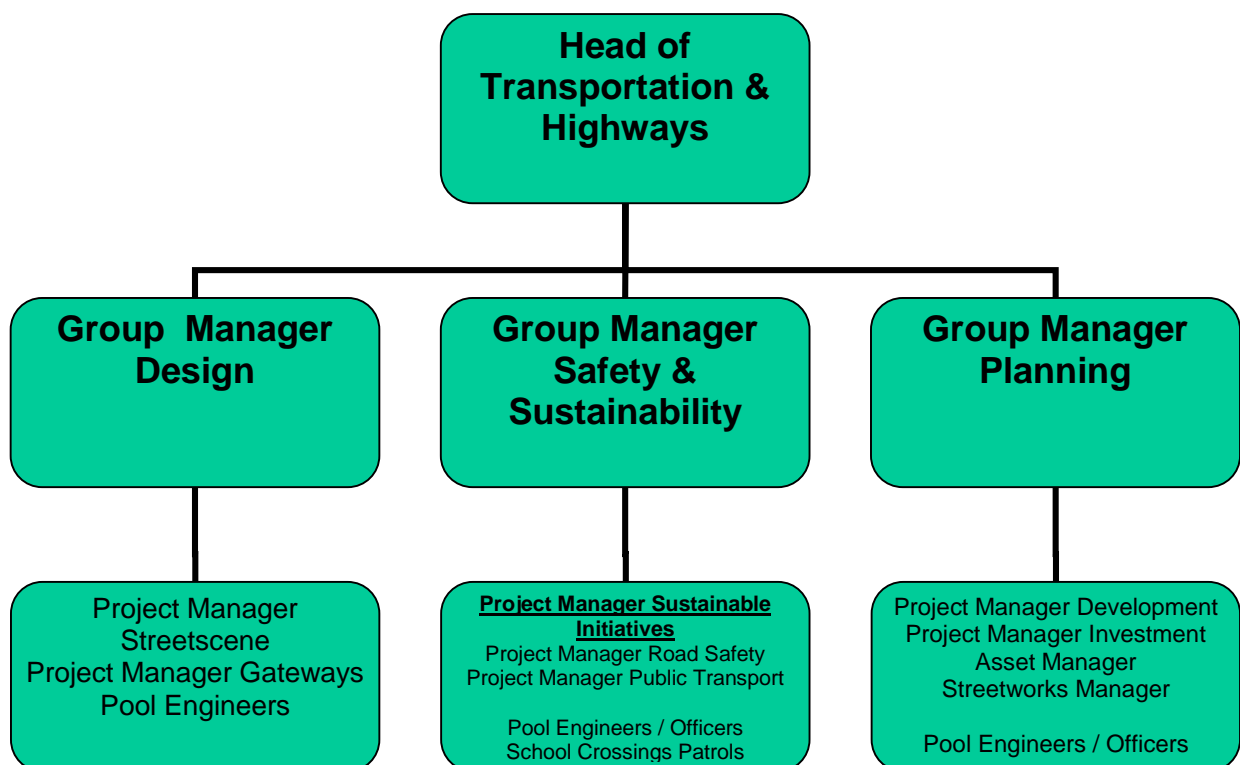 Head of
Transportation &
Highways
Group Manager
Design
Group Manager
Safety &
Sustainability
Group Manager
Planning
Project Manager
Streetscene
Project Manager Gateways
Pool Engineers
Project Manager Sustainable
Initiatives
Project Manager Road Safety
Project Manager Public Transport
Pool Engineers / Officers
School Crossings Patrols
Project Manager Development
Project Manager Investment
Asset Manager
Streetworks Manager
Pool Engineers / Officers